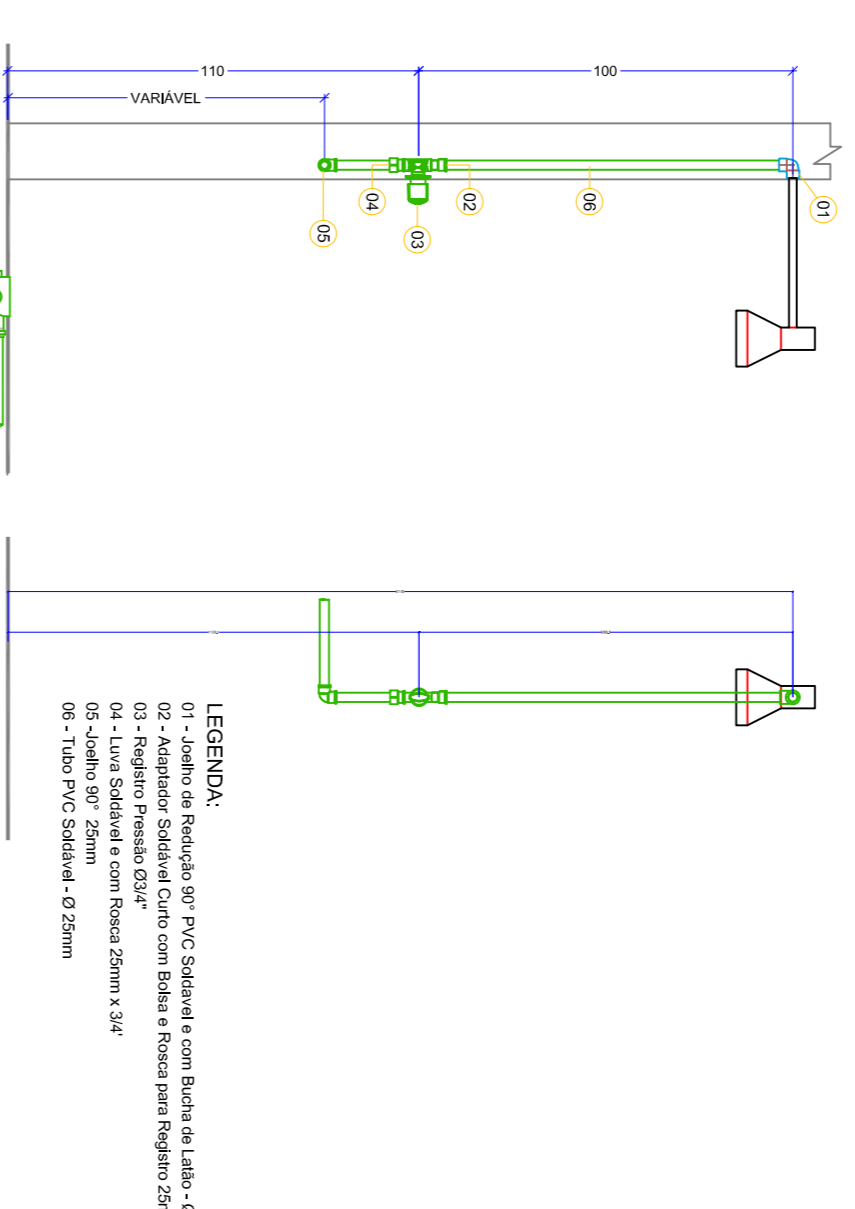 110
100
VARIÁVEL
01
02
03
04
05
06
LEGENDA:
01 - Joelho de Redução 90° PVC Soldavel e com Bucha de Latão -
02 - Adaptador Soldável Curto com Bolsa e Rosca para Registro
03 - Registro Pressão Ø3/4"
04 - Luva Soldável e com Rosca 25mm x 3/4'
05 -Joelho 90° 25mm
06 - Tubo PVC Soldável - Ø 25mm